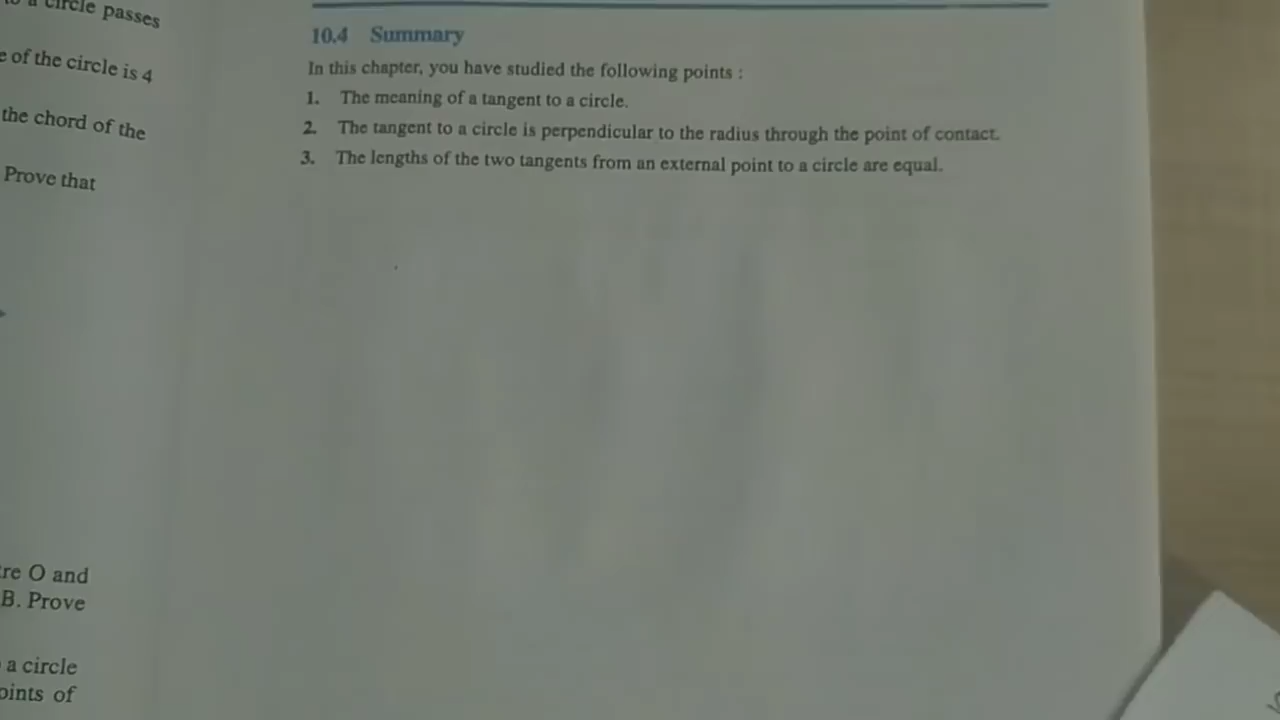 a circle passes
of the circle is 4
the chord of the
Prove that
O and
B. Prove
a circle
of
10.4 Summary
In this chapter, you have studied the following points :
1. The meaning of a tangent to a circle.
2. The tangent to a circle is perpendicular to the radius through the point of contact.
3. The lengths of the two tangents from an external point to a circle are equal.